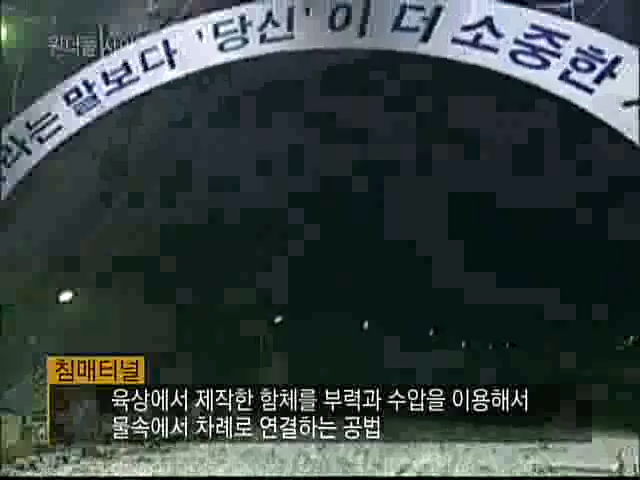 라는 말보다 '당신'이 더 소중한
침매터널
육상에서 제작한 함체를 부력과 수압을 이용해서
물속에서 차례로 연결하는 공법